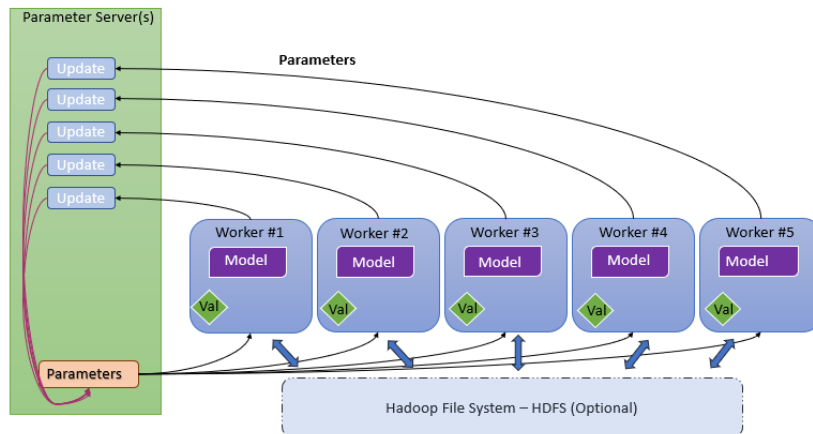 Parameter Server(s)
Parameters
Update
Update
Update
Update
Update
Worker #1
Worker #2
Worker #3
Worker #4
Worker #5
Model
Model
Model
Model
Model
Val
Val
Val
Val
Val
Parameters
Hadoop File System – HDFS (Optional)